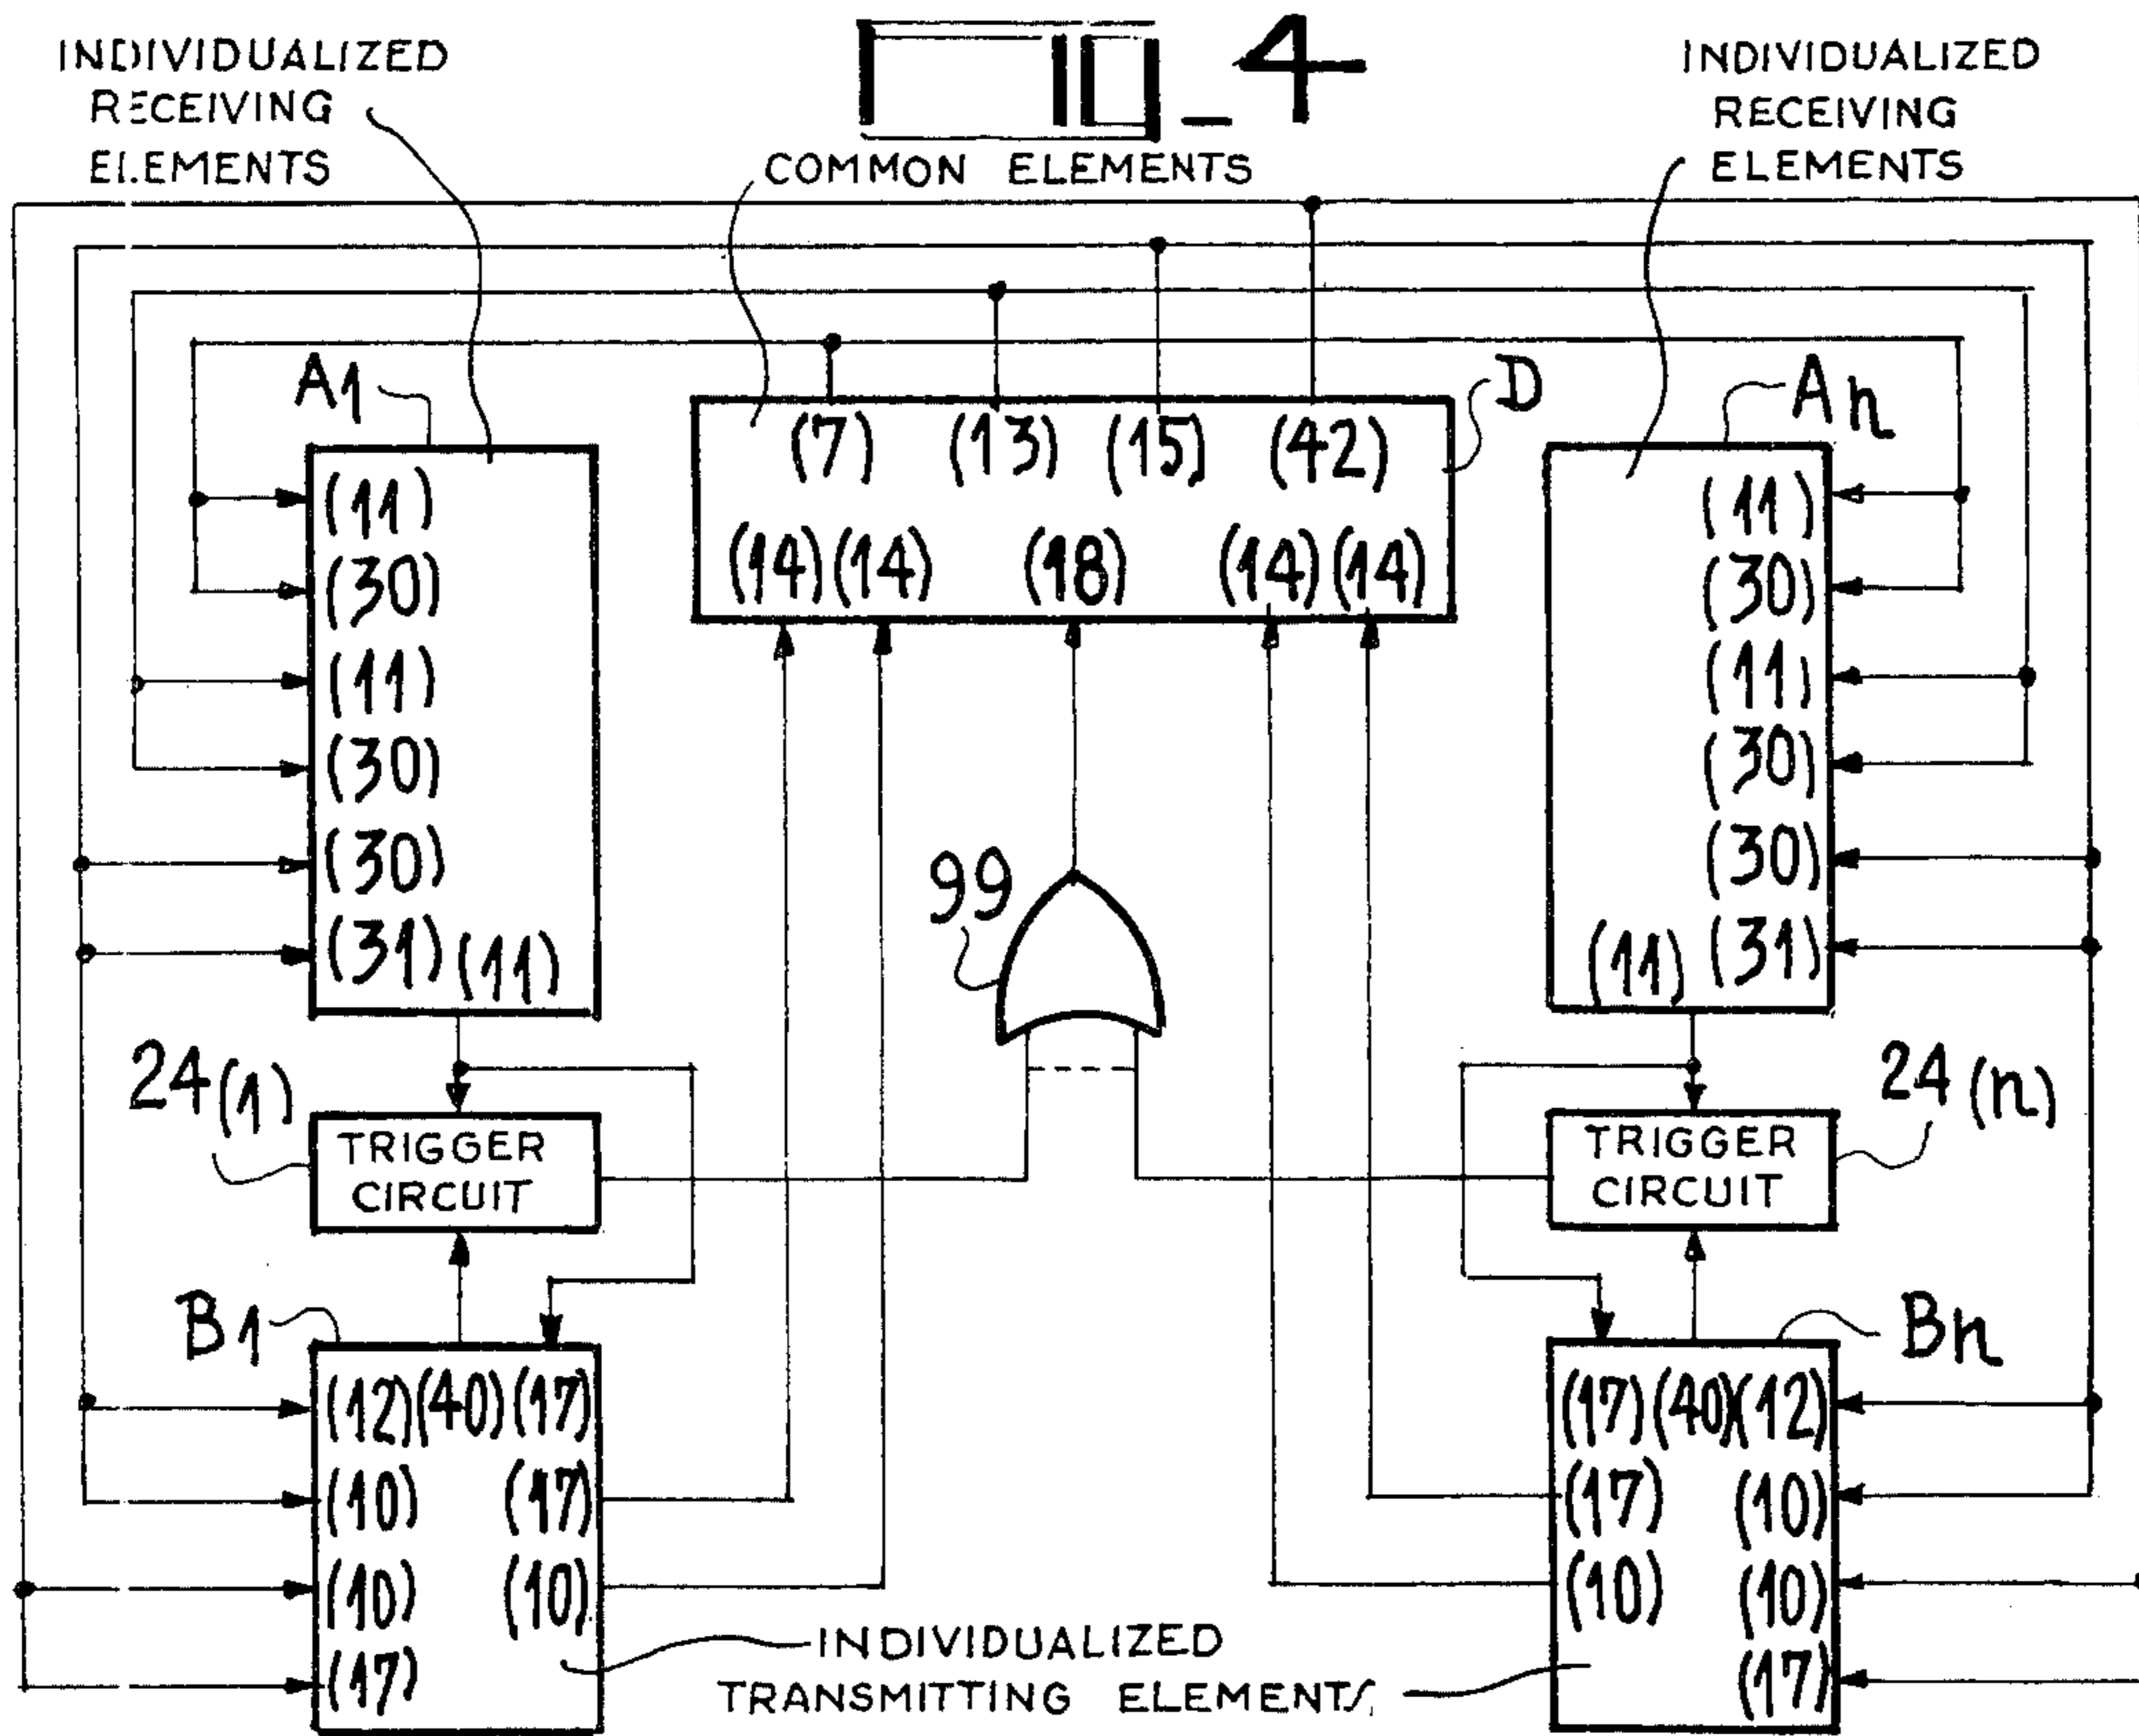 FIG_4
INDIVIDUALIZED
RECEIVING
ELEMENTS
COMMON ELEMENTS
INDIVIDUALIZED
RECEIVING
ELEMENTS
A1
D
An
(7) (13) (15) (42)
(14) (14) (18) (14) (14)
(11)
(30)
(11)
(30)
(30)
(31) (11)
(11)
(30)
(11)
(30)
(30)
(11) (31)
99
24(1)
TRIGGER
CIRCUIT
24(n)
TRIGGER
CIRCUIT
B1
(12) (40) (17)
(10) (17)
(10) (10)
(17)
Bn
(17) (40) (12)
(17) (10)
(10) (10)
(17)
INDIVIDUALIZED
TRANSMITTING ELEMENTS